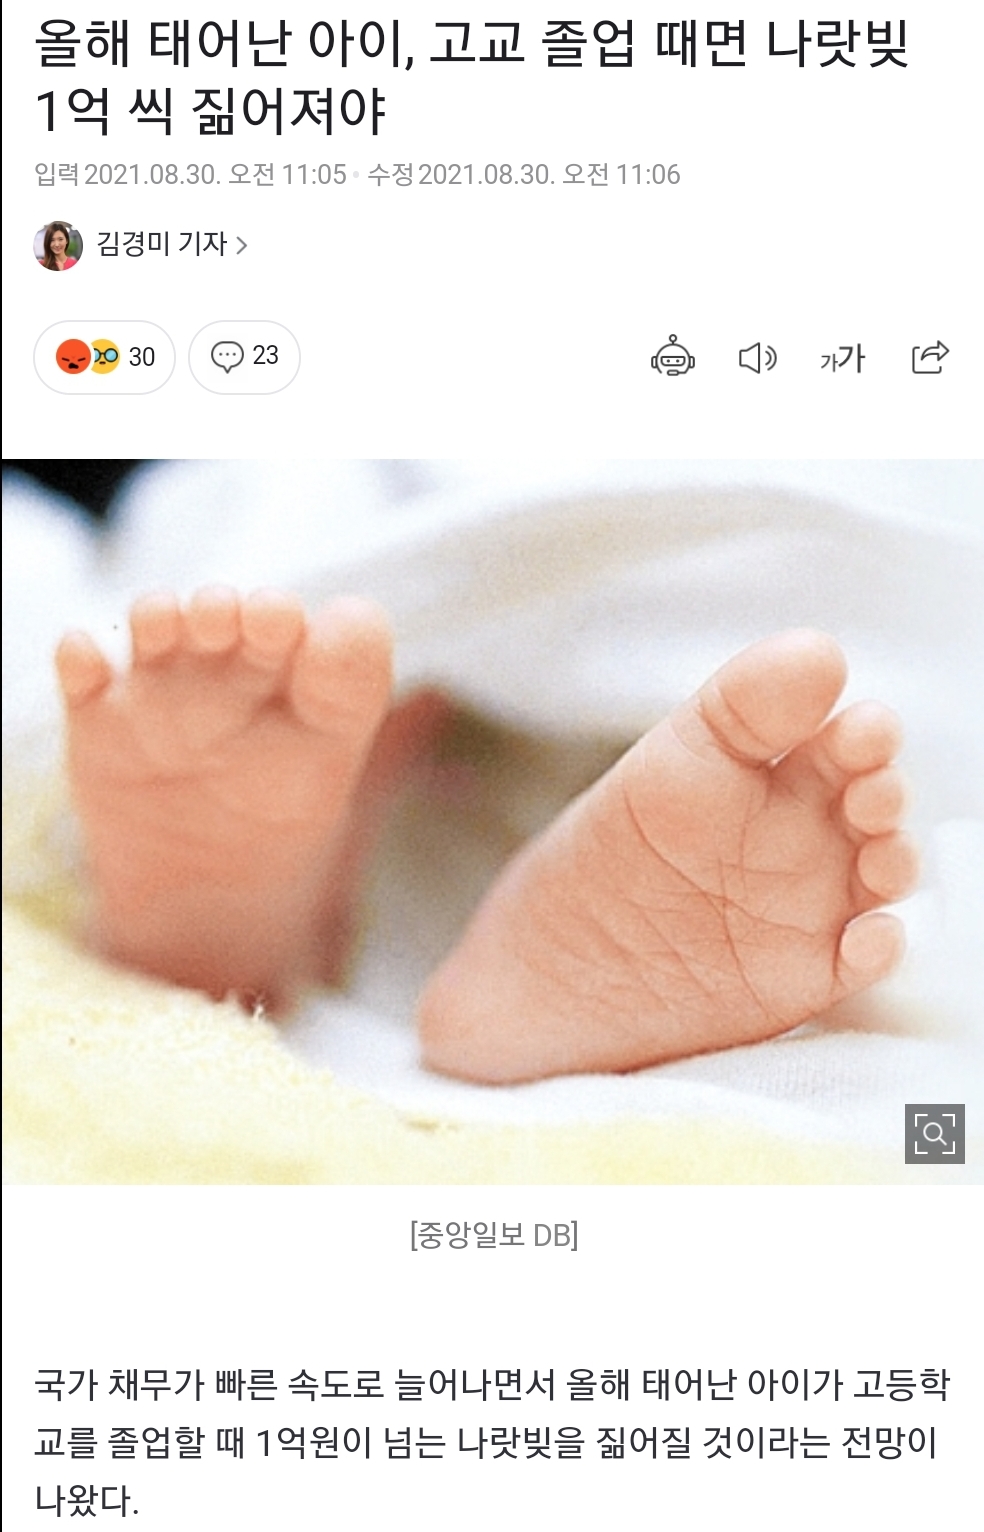 올해 태어난 아이, 고교 졸업 때면 나랏빚
1억 씩 짊어져야
입력 2021.08.30. 오전 11:05 · 수정 2021.08.30. 오전 11:06
김경미 기자 >
30
23
가가
[중앙일보 DB]
국가 채무가 빠른 속도로 늘어나면서 올해 태어난 아이가 고등학
교를 졸업할 때 1억원이 넘는 나랏빚을 짊어질 것이라는 전망이
나왔다.